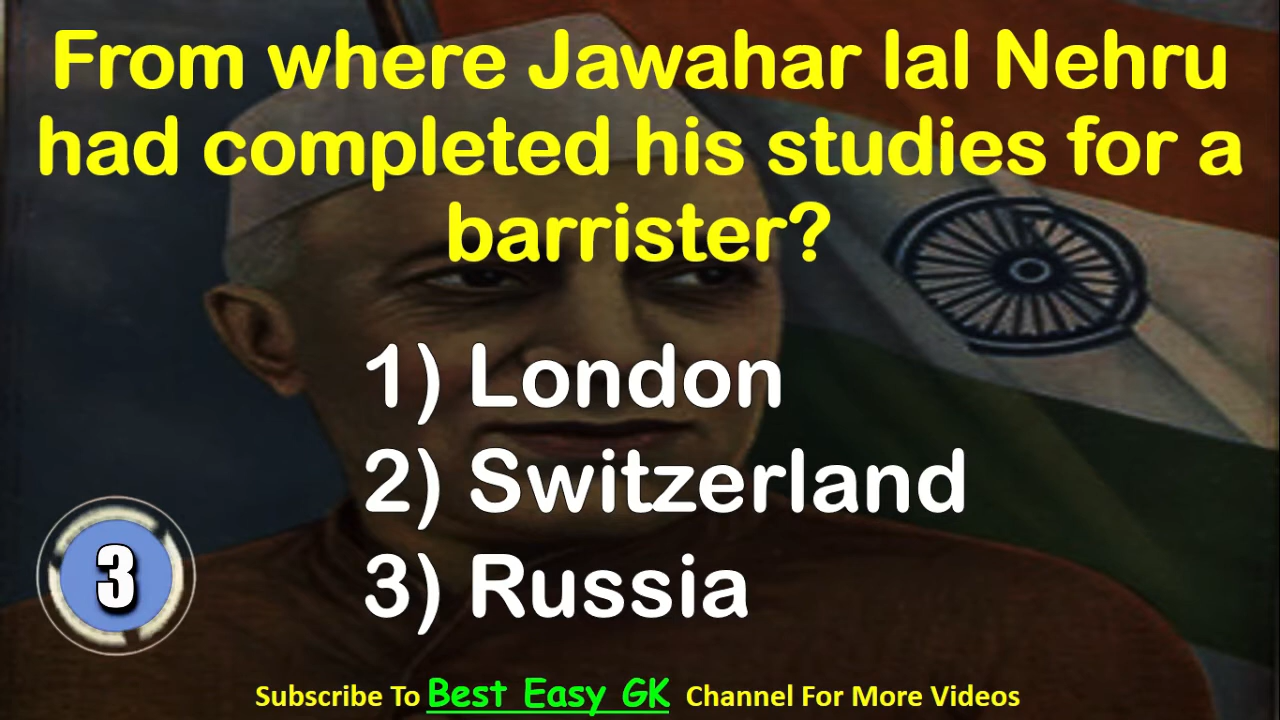 From where Jawahar lal Nehru
had completed his studies for a
barrister?
1) London
2) Switzerland
3) Russia
3
Subscribe To Best Easy GK Channel For More Videos